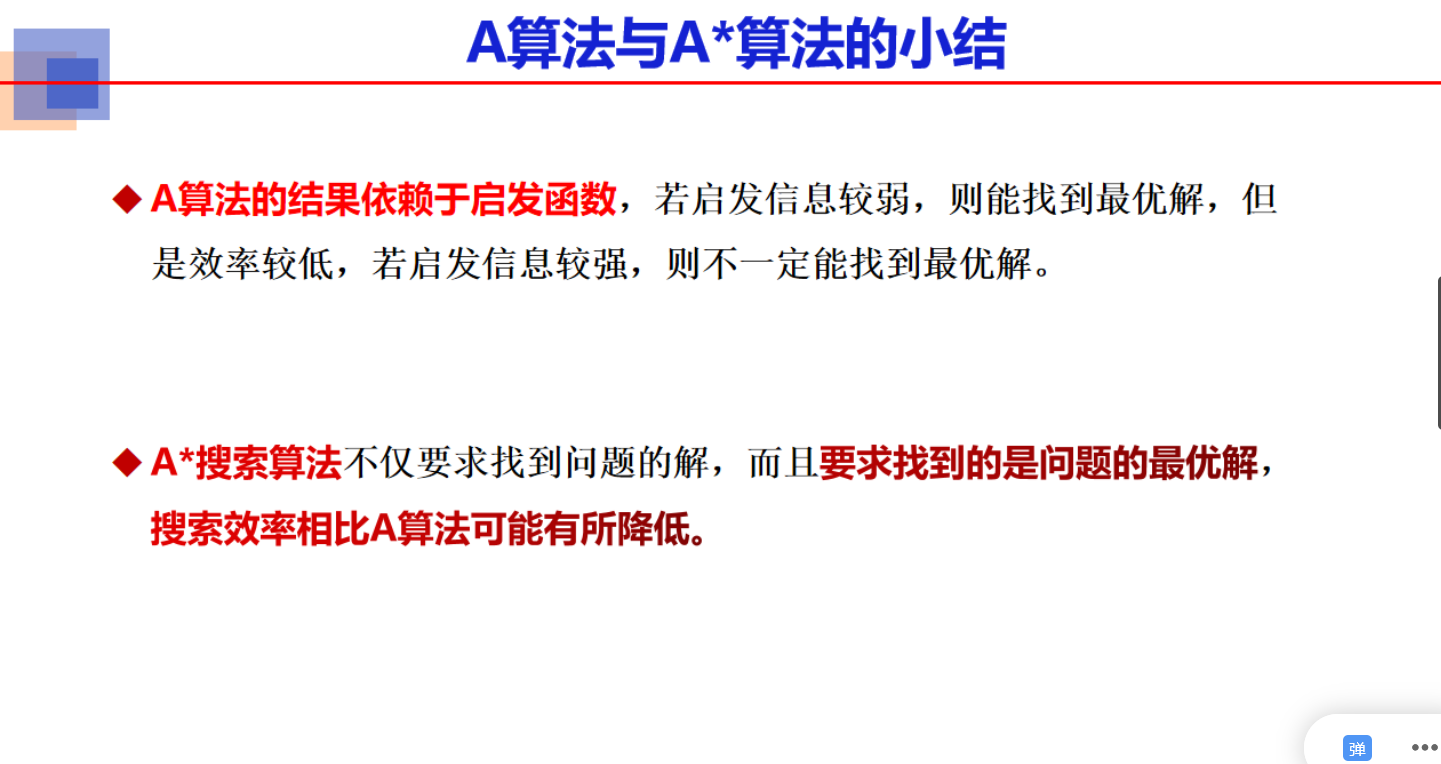 A算法与A*算法的小结
A算法的结果依赖于启发函数，若启发信息较弱，则能找到最优解，但
是效率较低，若启发信息较强，则不一定能找到最优解。
A*搜索算法不仅要求找到问题的解，而且要求找到的是问题的最优解，
搜索效率相比A算法可能有所降低。
弹